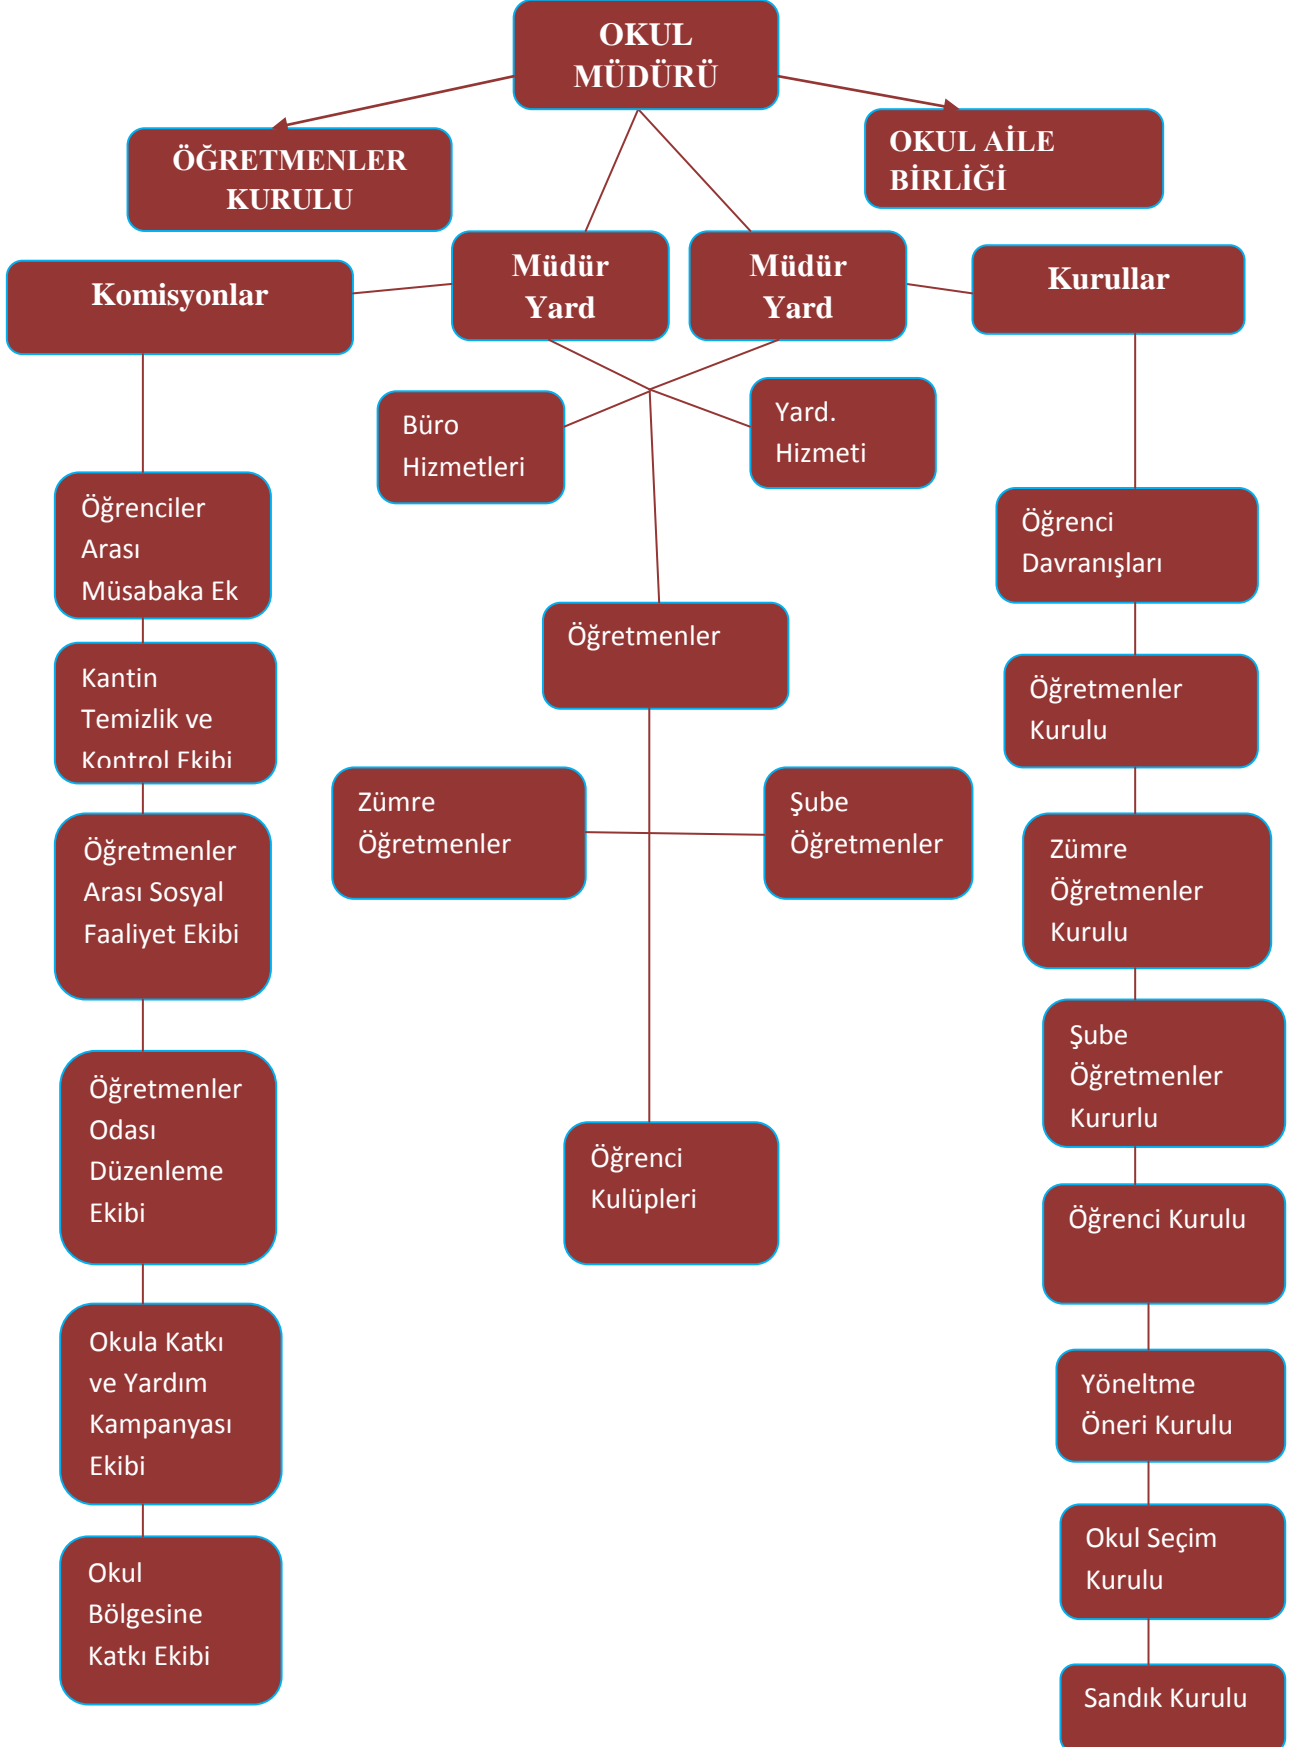 OKUL
MÜDÜRÜ
ÖĞRETMENLER
KURULU
OKUL AİLE
BİRLİĞİ
Müdür
Yard
Müdür
Yard
Komisyonlar
Kurullar
Büro
Hizmetleri
Yard.
Hizmeti
Öğrenciler
Arası
Müsabaka Ek
Kantin
Temizlik ve
Kontrol Ekibi
Öğretmenler
Arası Sosyal
Faaliyet Ekibi
Öğretmenler
Odası
Düzenleme
Ekibi
Okula Katkı
ve Yardım
Kampanyası
Ekibi
Okul
Bölgesine
Katkı Ekibi
Öğretmenler
Zümre
Öğretmenler
Şube
Öğretmenler
Öğrenci
Kulüpleri
Öğrenci
Davranışları
Öğretmenler
Kurulu
Zümre
Öğretmenler
Kurulu
Şube
Öğretmenler
Kururlu
Öğrenci Kurulu
Yöneltme
Öneri Kurulu
Okul Seçim
Kurulu
Sandık Kurulu